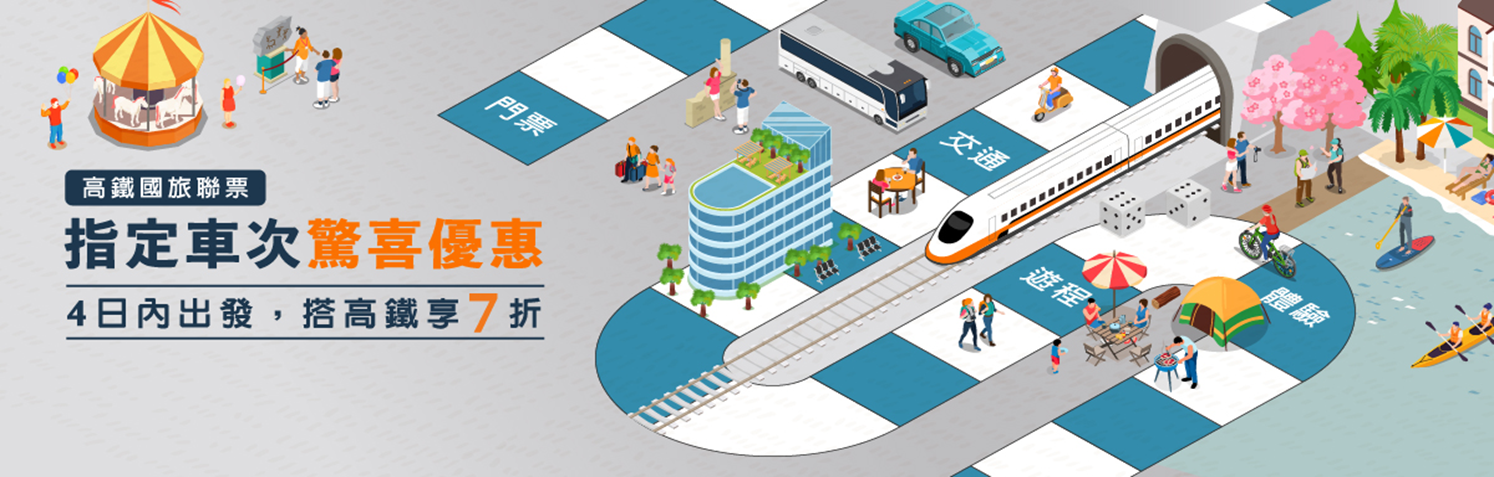 高鐵國旅聯票
指定車次驚喜優惠
4日內出發，搭高鐵享7折
門票
交通
遊程
體驗